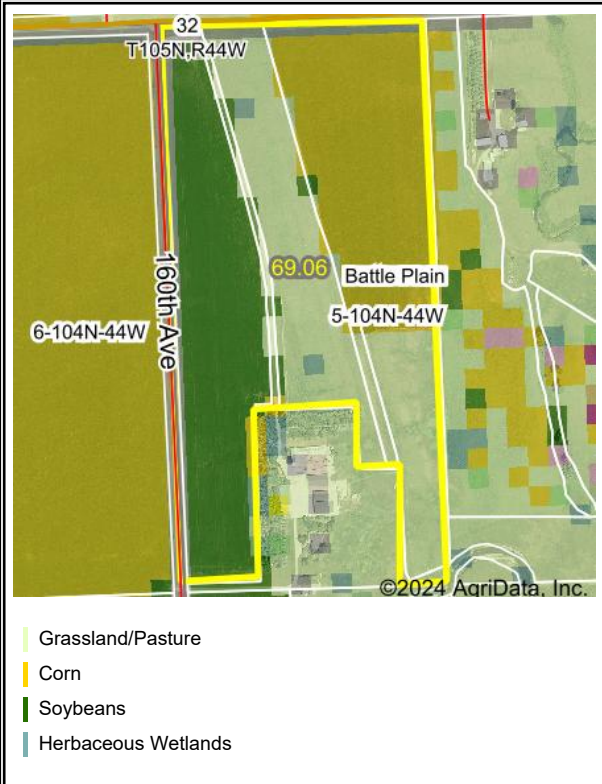 32
T105N,R44W
160th Ave
69.06
Battle Plain
5-104N-44W
6-104N-44W
©2024 AgriData, Inc.
Grassland/Pasture
Corn
Soybeans
Herbaceous Wetlands